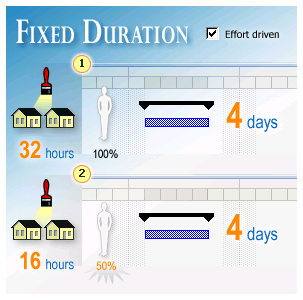 FIXED DURATION
Effort driven
1
32 hours
100%
4 days
2
16 hours
50%
4 days